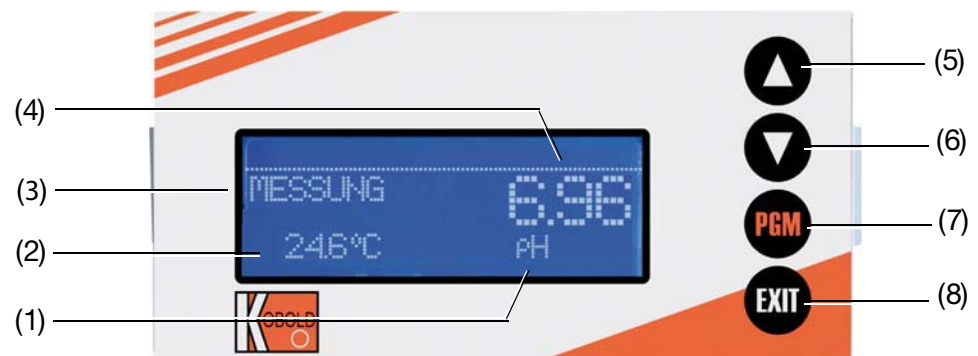 (5)
(4)
(6)
MESSUNG 6.96
(3)
PGM
(7)
24.6°C pH
(2)
EXIT
(8)
(1)
KOBOLD